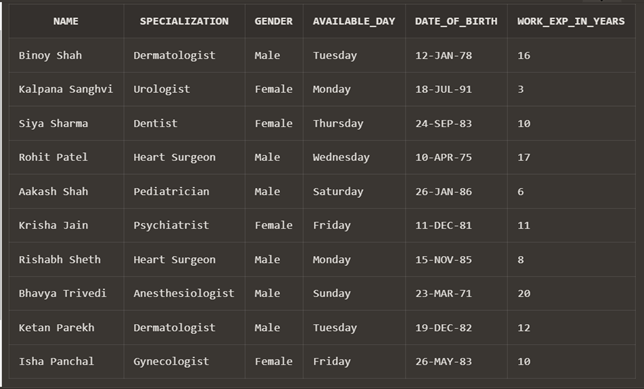 NAME SPECIALIZATION GENDER AVAILABLE_DAY DATE_OF_BIRTH WORK_EXP_IN_YEARS
Binoy Shah Dermatologist Male Tuesday 12-JAN-78 16
Kalpana Sanghvi Urologist Female Monday 18-JUL-91 3
Siya Sharma Dentist Female Thursday 24-SEP-83 10
Rohit Patel Heart Surgeon Male Wednesday 10-APR-75 17
Aakash Shah Pediatrician Male Saturday 26-JAN-86 6
Krisha Jain Psychiatrist Female Friday 11-DEC-81 11
Rishabh Sheth Heart Surgeon Male Monday 15-NOV-85 8
Bhavya Trivedi Anesthesiologist Male Sunday 23-MAR-71 20
Ketan Parekh Dermatologist Male Tuesday 19-DEC-82 12
Isha Panchal Gynecologist Female Friday 26-MAY-83 10